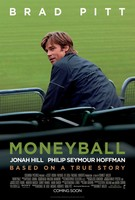 BRAD PITT
MONEYBALL
JONAH HILL PHILIP SEYMOUR HOFFMAN
BASED ON A TRUE STORY
COMING SOON